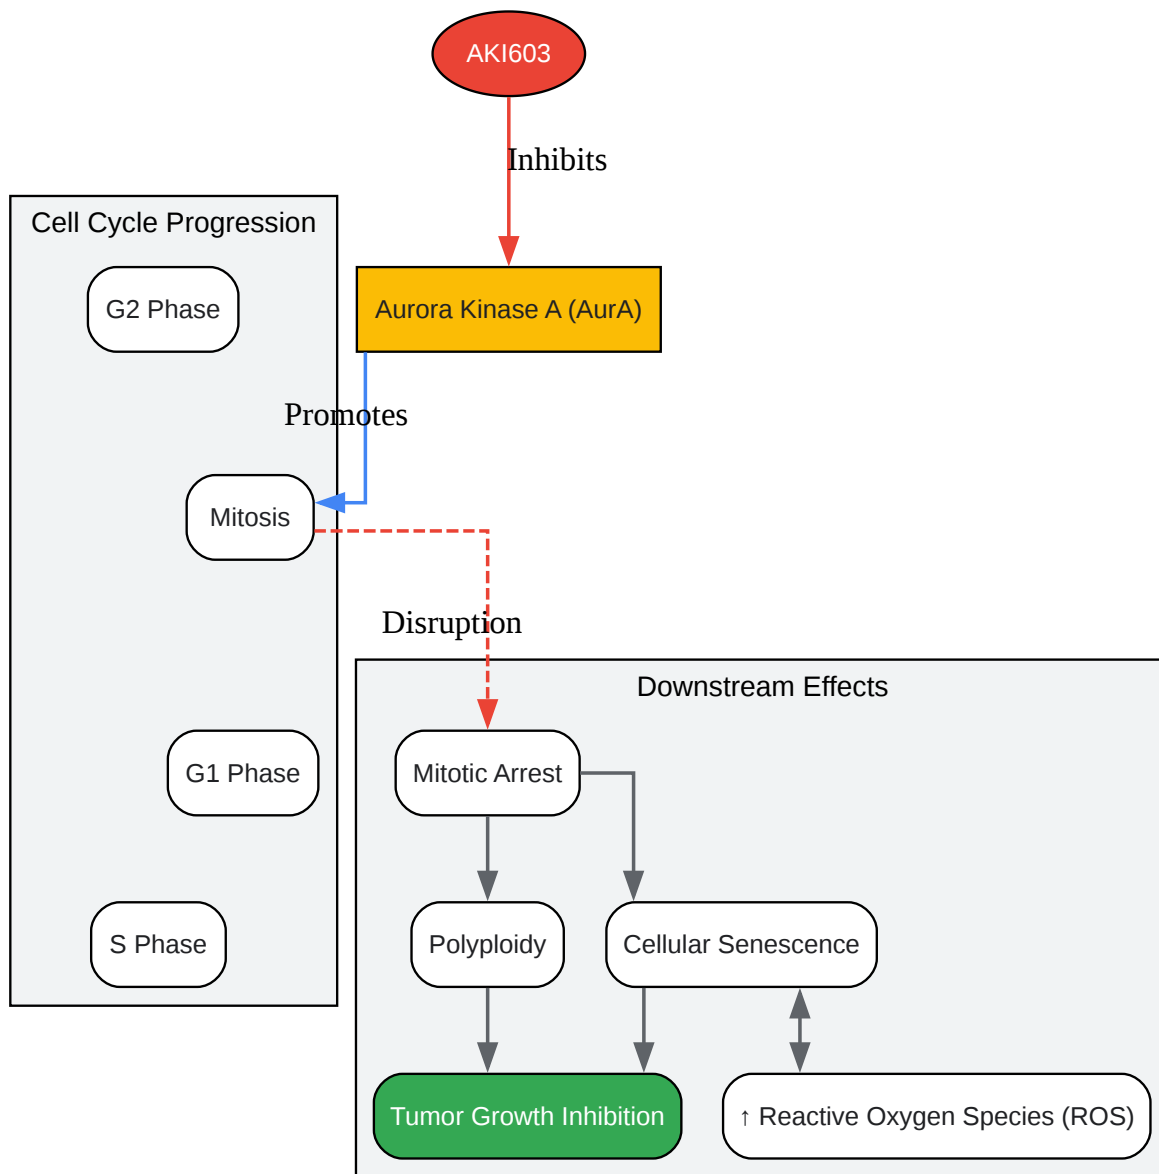 AKI603
Inhibits
Cell Cycle Progression
G2 Phase
Aurora Kinase A (AurA)
Promotes
Mitosis
Disruption
Downstream Effects
G1 Phase
Mitotic Arrest
S Phase
Polyploidy
Cellular Senescence
Tumor Growth Inhibition
↑ Reactive Oxygen Species (ROS)